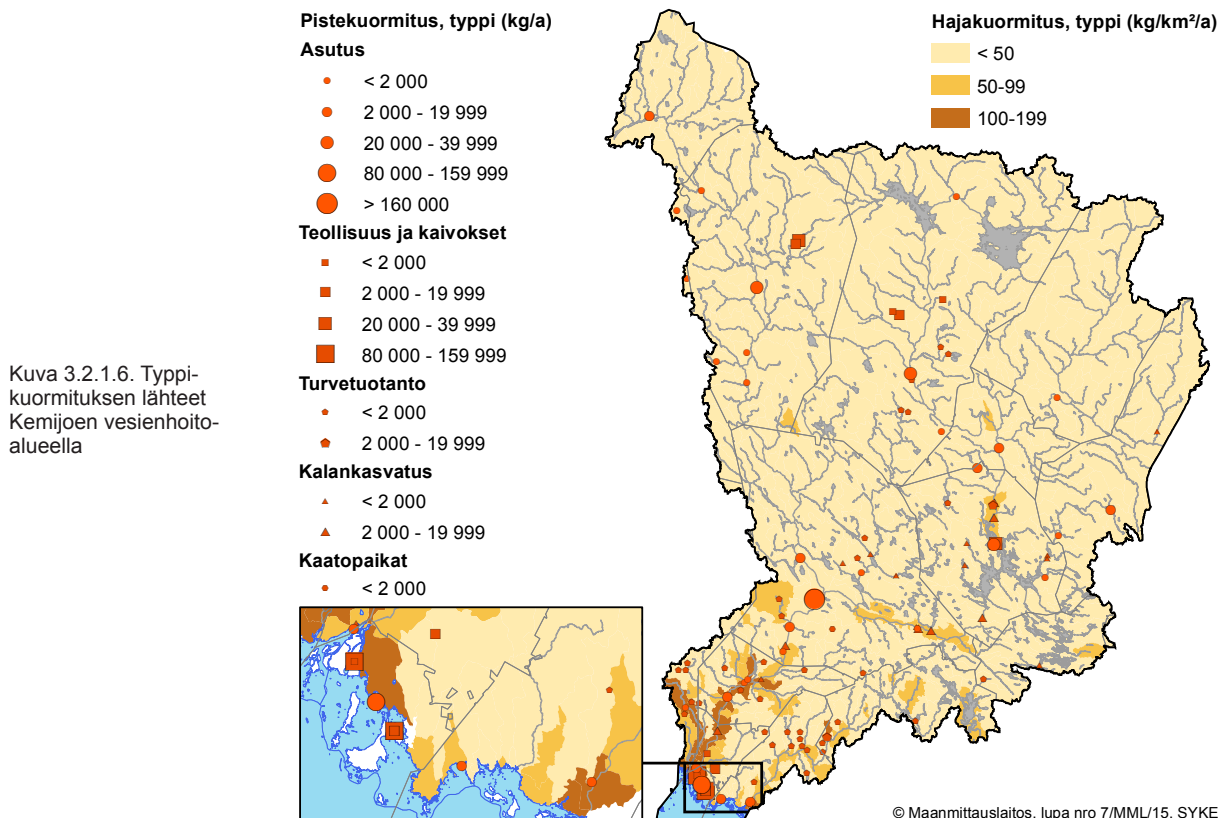 Pistekuormitus, typpi (kg/a)
Asutus
< 2 000
2 000 - 19 999
20 000 - 39 999
80 000 - 159 999
> 160 000
Teollisuus ja kaivokset
< 2 000
2 000 - 19 999
20 000 - 39 999
80 000 - 159 999
Turvetuotanto
< 2 000
2 000 - 19 999
Kalankasvatus
< 2 000
2 000 - 19 999
Kaatopaikat
< 2 000
Hajakuormitus, typpi (kg/km²/a)
< 50
50-99
100-199
Kuva 3.2.1.6. Typpi-
kuormituksen lähteet
Kemijoen vesienhoito-
alueella
© Maanmittauslaitos, lupa nro 7/MML/15, SYKE